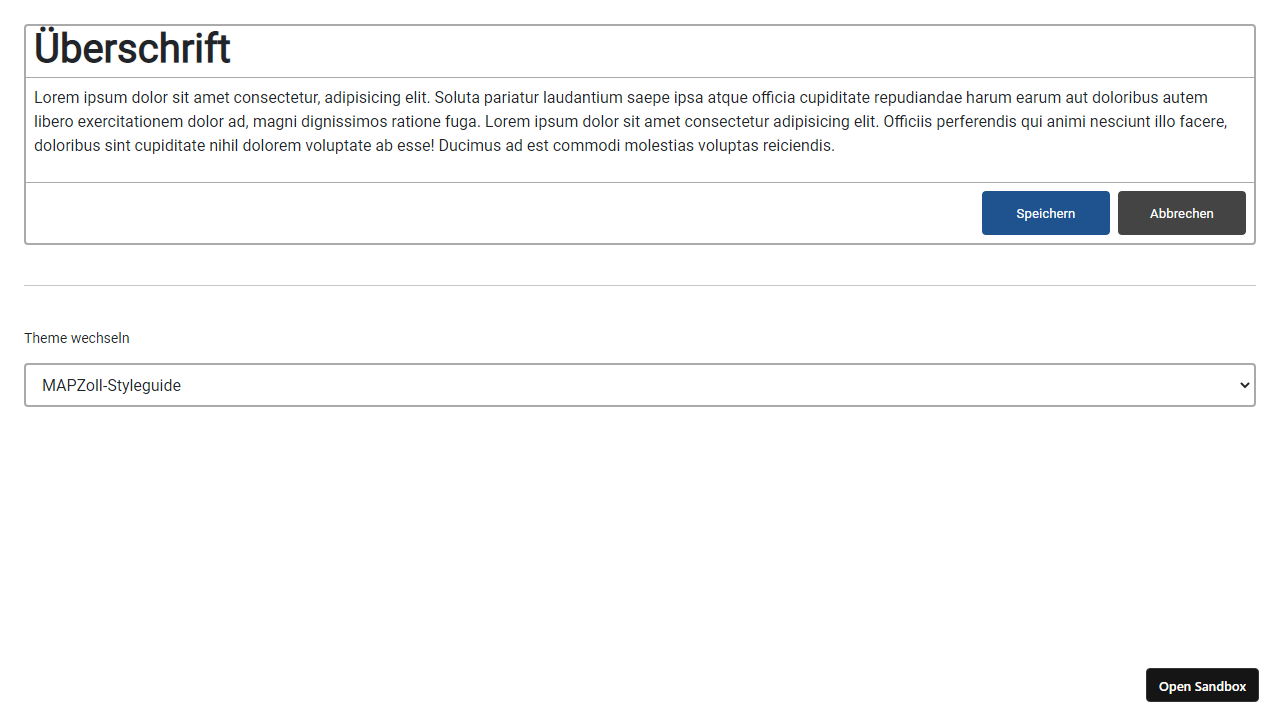 Überschrift
Lorem ipsum dolor sit amet consectetur, adipisicing elit. Soluta pariatur laudantium saepe ipsa atque officia cupiditate repudiandae harum earum aut doloribus autem
libero exercitationem dolor ad, magni dignissimos ratione fuga. Lorem ipsum dolor sit amet consectetur adipisicing elit. Officiis perferendis qui animi nesciunt illo facere,
doloribus sint cupiditate nihil dolorem voluptate ab esse! Ducimus ad est commodi molestias voluptas reiciendis.
Speichern Abbrechen
Theme wechseln
MAPZoll-Styleguide
Open Sandbox